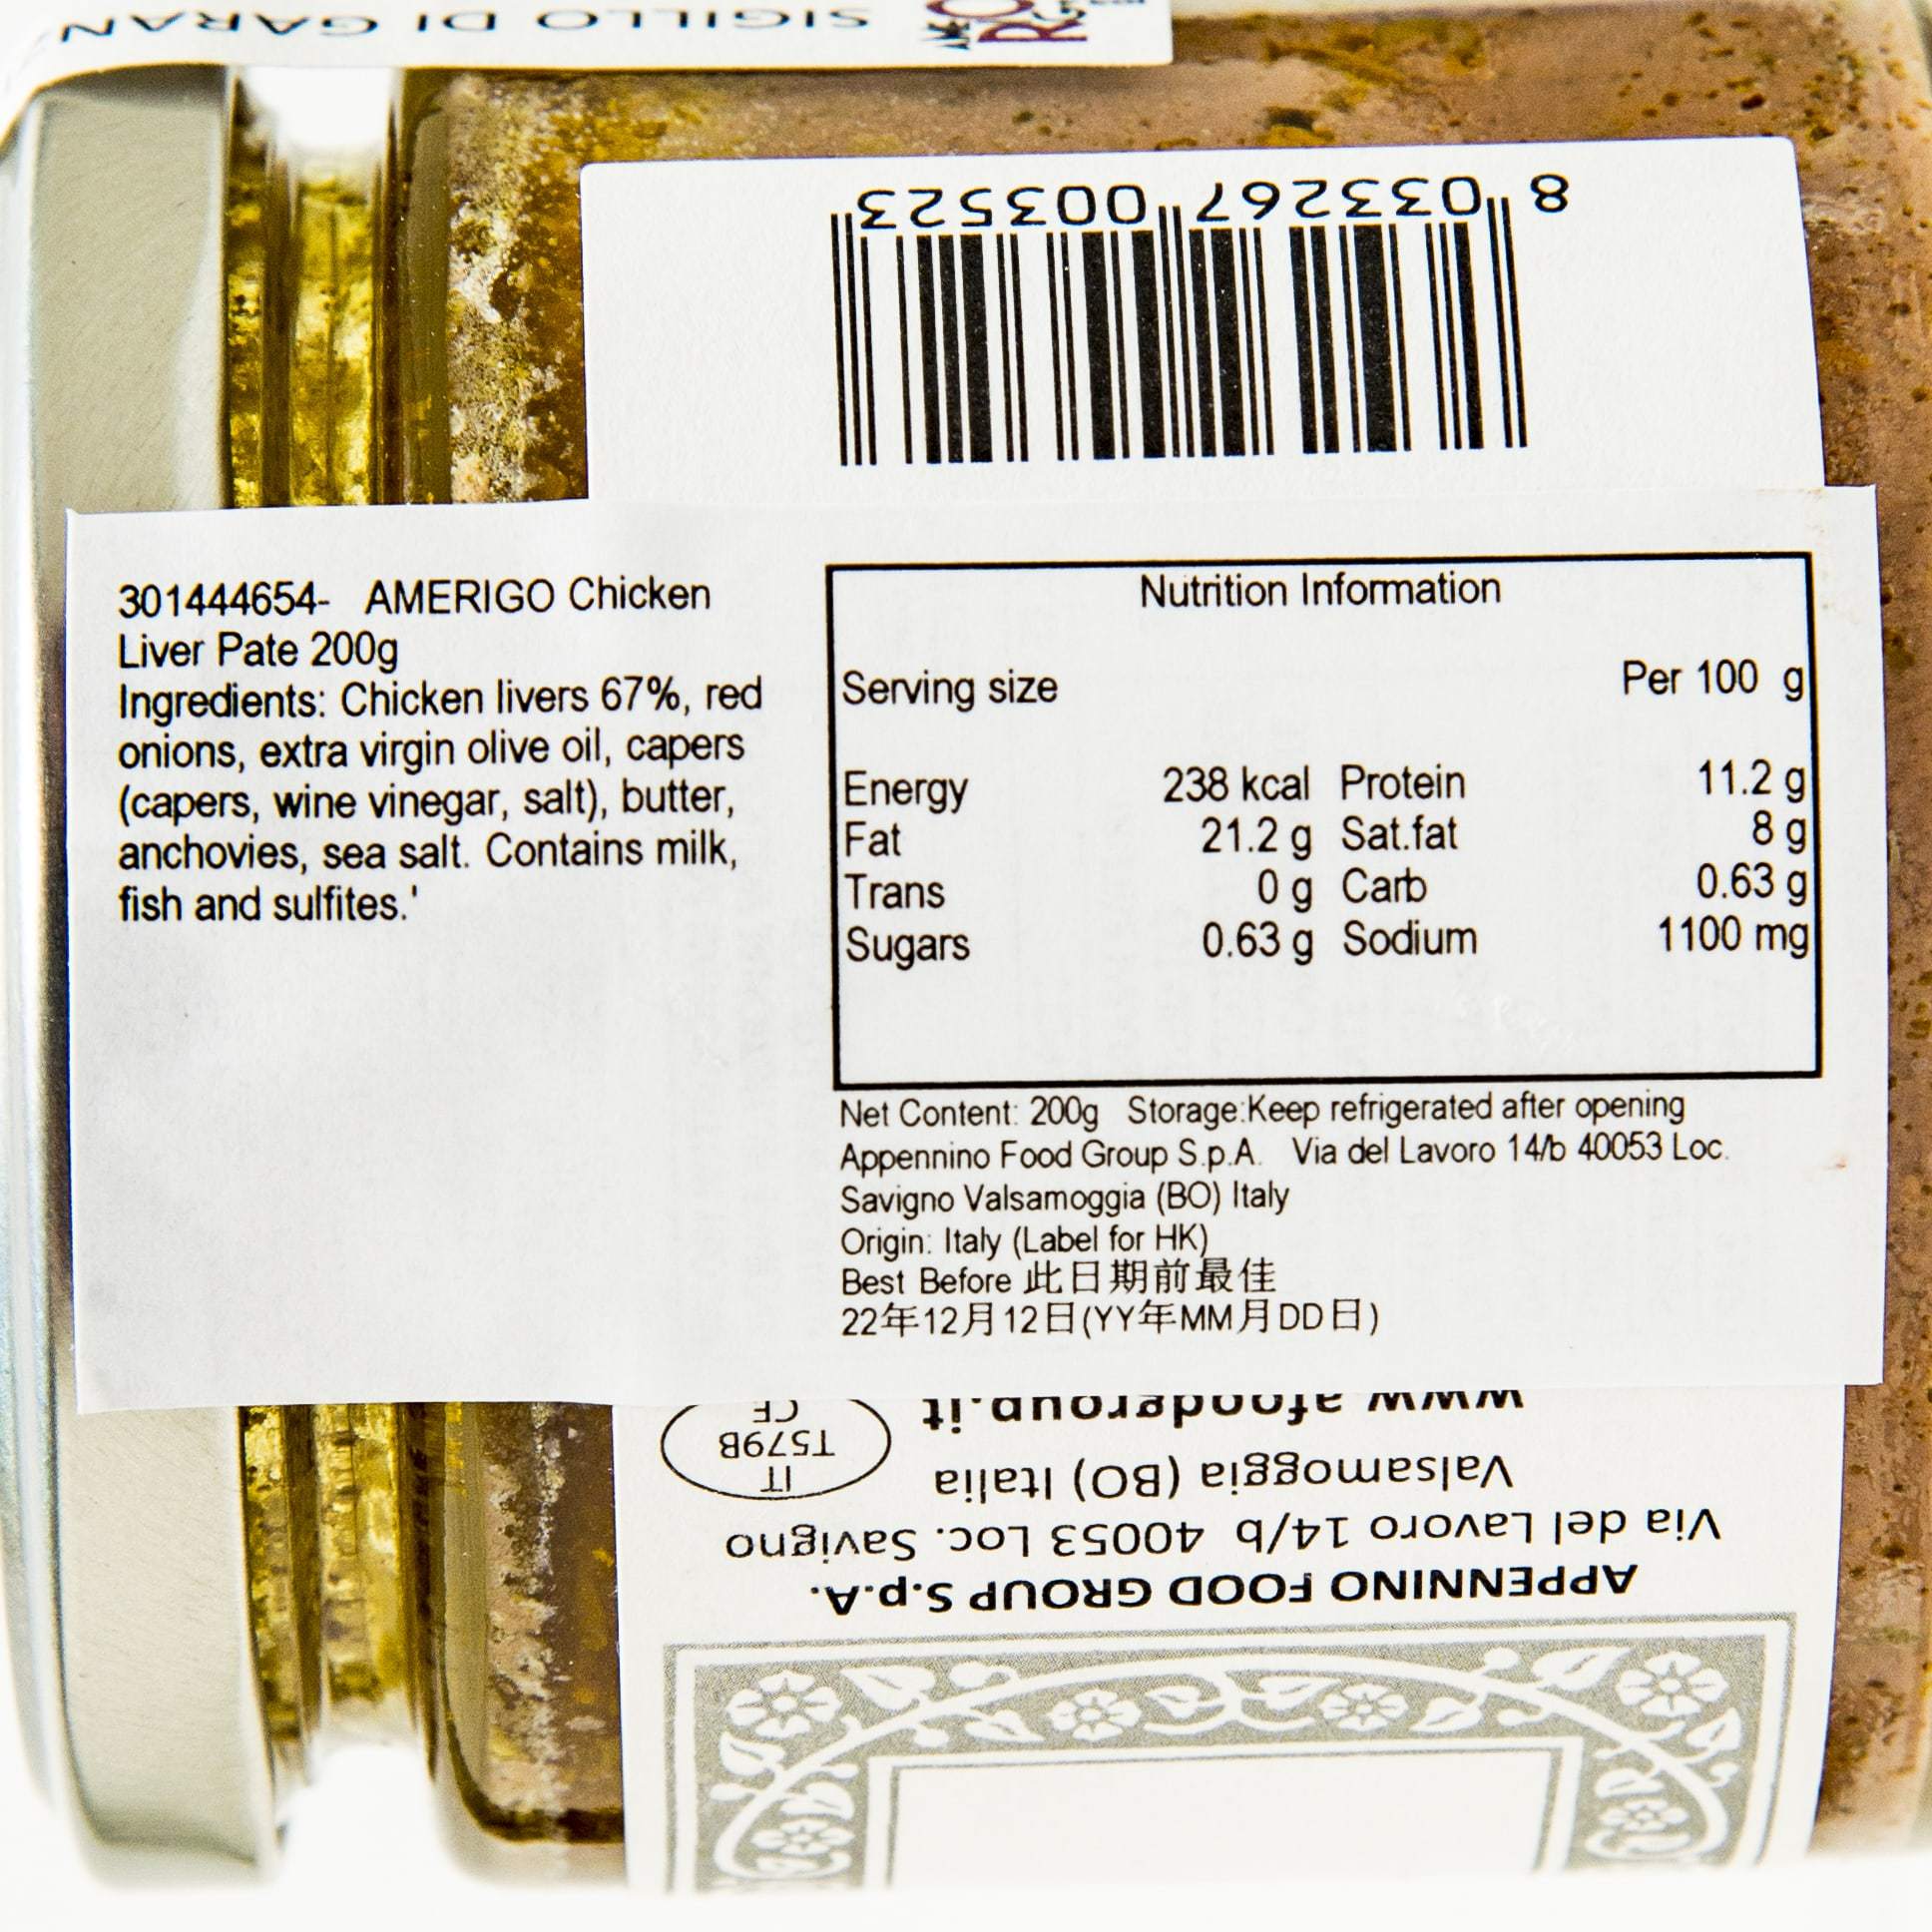 SIGILLO DI GARAN
8 033267 003523
301444654- AMERIGO Chicken
Liver Pate 200g
Ingredients: Chicken livers 67%, red
onions, extra virgin olive oil, capers
(capers, wine vinegar, salt), butter,
anchovies, sea salt. Contains milk,
fish and sulfites.'
Nutrition Information
Serving size Per 100 g
Energy 238 kcal Protein 11.2 g
Fat 21.2 g Sat.fat 8 g
Trans 0 g Carb 0.63 g
Sugars 0.63 g Sodium 1100 mg
Net Content: 200g Storage:Keep refrigerated after opening
Appennino Food Group S.p.A. Via del Lavoro 14/b 40053 Loc.
Savigno Valsamoggia (BO) Italy
Origin: Italy (Label for HK)
Best Before 此日期前最佳
22年12月12日(YY年MM月DD日)
APPENNINO FOOD GROUP S.p.A.
Via del Lavoro 14/b 40053 Loc. Savigno
Valsamoggia (BO) Italia
www.afoodgroup.it
IT
T579B
CE